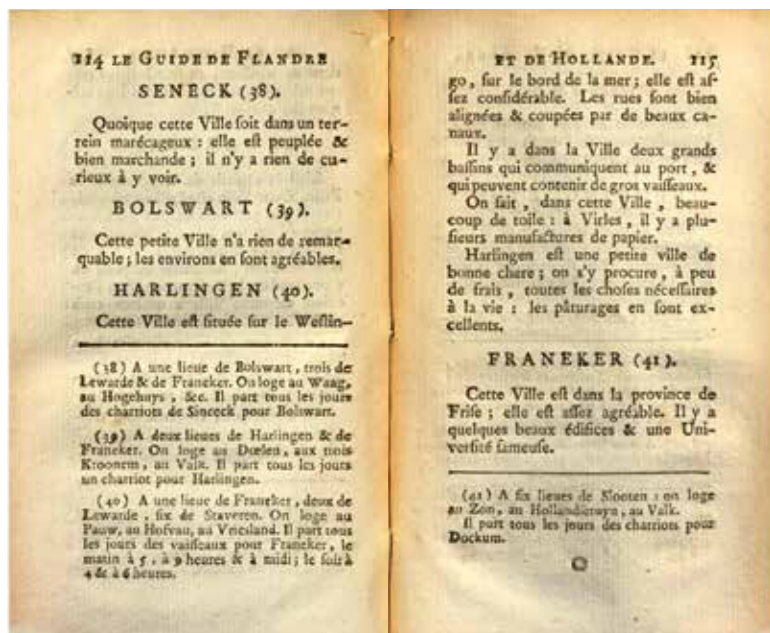 114 LE GUIDE DE FLANDRE
SENECK (38).
Quoique cette Ville ſoit dans un ter-
rein marécageux : elle eſt peuplée &
bien marchande ; il n'y a rien de cu-
rieux à y voir.
BOLSWART (39).
Cette petite Ville n'a rien de remar-
quable ; les environs en ſont agréables.
HARLINGEN (40).
Cette Ville eſt ſituée ſur le Weſlin-
(38) A une lieue de Bolswart, trois de
Lewarde & de Franeker. On loge au Waag,
au Hogehuys, &c. Il part tous les jours
des charriots de Sineeck pour Bolswart.
(39) A deux lieues de Harlingen & de
Franeker. On loge au Dœlen, aux trois
Kroonem, au Valk. Il part tous les jours
un charriot pour Harlingen.
(40) A une lieue de Franeker, deux de
Lewarde, ſix de Staveren. On loge au
Pauw, au Hofvau, au Vriesland. Il part tous
les jours des vaiſſeaux pour Franeker, le
matin à 5, à 9 heures & à midi ; le ſoir à
4 & à 6 heures.
ET DE HOLLANDE. 115
go, ſur le bord de la mer ; elle eſt aſ-
ſez conſidérable. Les rues ſont bien
alignées & coupées par de beaux ca-
naux.
Il y a dans la Ville deux grands
baſſins qui communiquent au port, &
qui peuvent contenir de gros vaiſſeaux.
On fait, dans cette Ville, beau-
coup de toile : à Virles, il y a plu-
ſieurs manufactures de papier.
Harlingen eſt une petite ville de
bonne chere ; on s'y procure, à peu
de frais, toutes les choſes néceſſaires
à la vie : les pâturages en ſont ex-
cellents.
FRANEKER (41).
Cette Ville eſt dans la province de
Friſe ; elle eſt aſſez agréable. Il y a
quelques beaux édifices & une Uni-
verſité fameuſe.
(41) A ſix lieues de Slooten : on loge
au Zon, au Hollandictuyn, au Valk.
Il part tous les jours des charriots pour
Dockum.